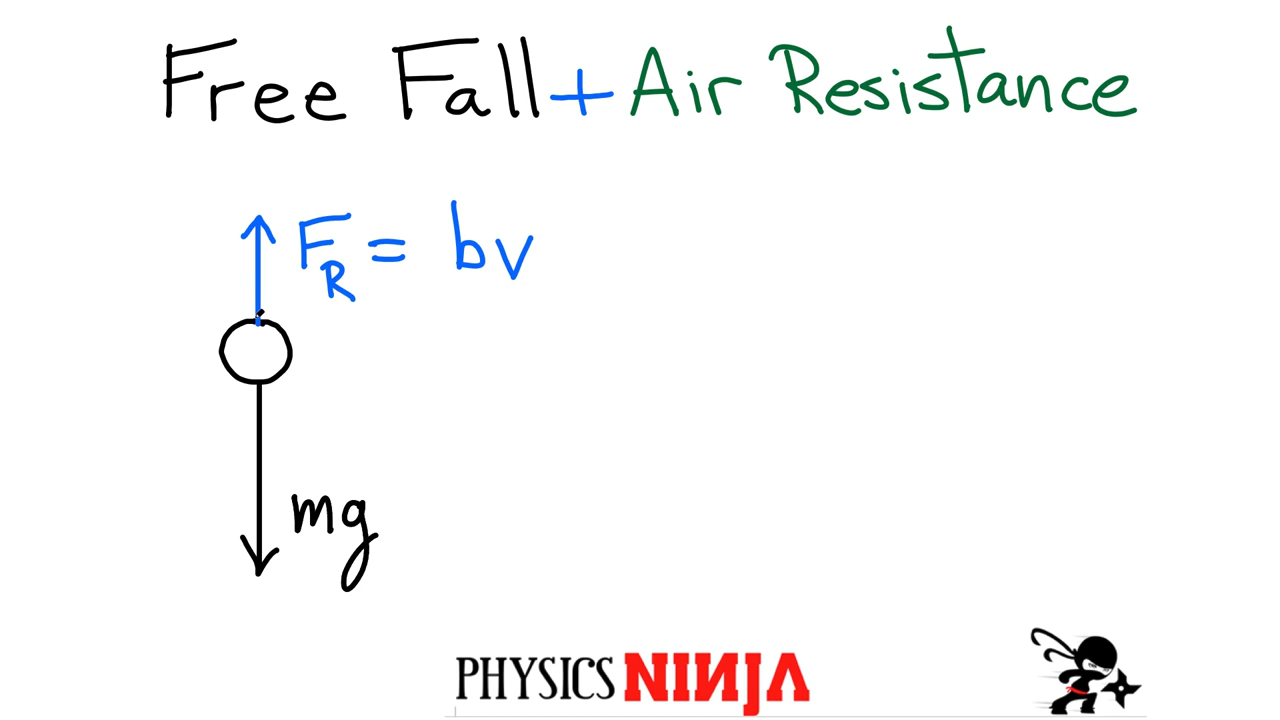 Free Fall + Air Resistance
F_R = bv
mg
PHYSICS NINJA